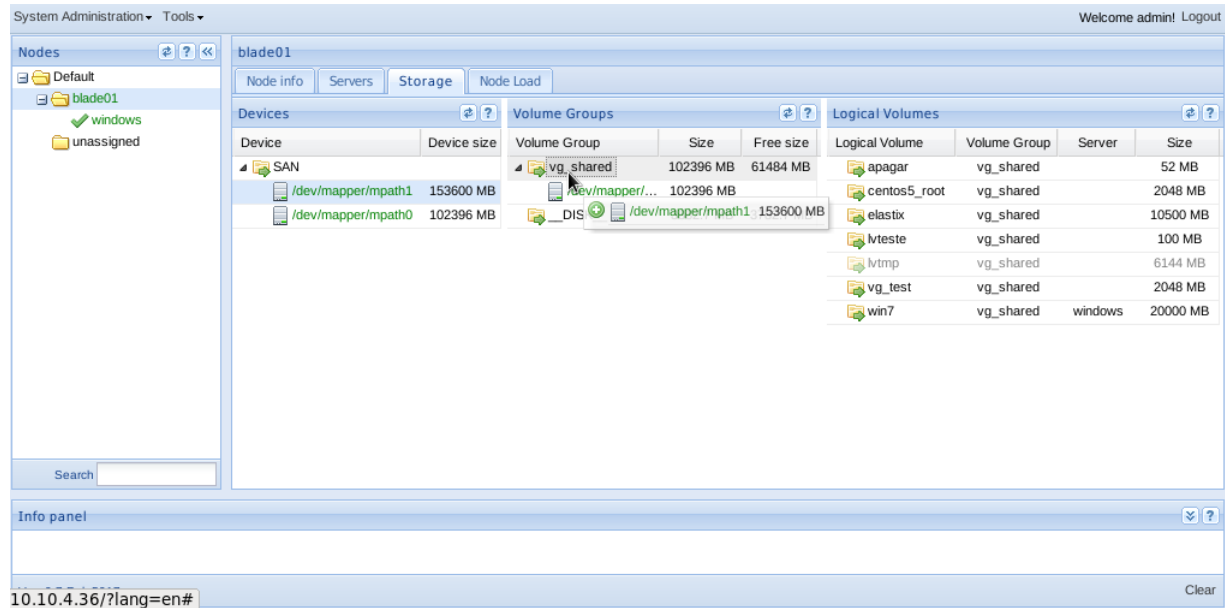 System Administration Tools Welcome admin! Logout
Nodes
Default
blade01
windows
unassigned
Search
blade01
Node info Servers Storage Node Load
Devices
Device Device size
SAN
/dev/mapper/mpath1 153600 MB
/dev/mapper/mpath0 102396 MB
Volume Groups
Volume Group Size Free size
vg_shared 102396 MB 61484 MB
/dev/mapper/... 102396 MB
__DIS
/dev/mapper/mpath1 153600 MB
Logical Volumes
Logical Volume Volume Group Server Size
apagar vg_shared 52 MB
centos5_root vg_shared 2048 MB
elastix vg_shared 10500 MB
lvteste vg_shared 100 MB
lvtmp vg_shared 6144 MB
vg_test vg_shared 2048 MB
win7 vg_shared windows 20000 MB
Info panel
Clear
10.10.4.36/?lang=en#